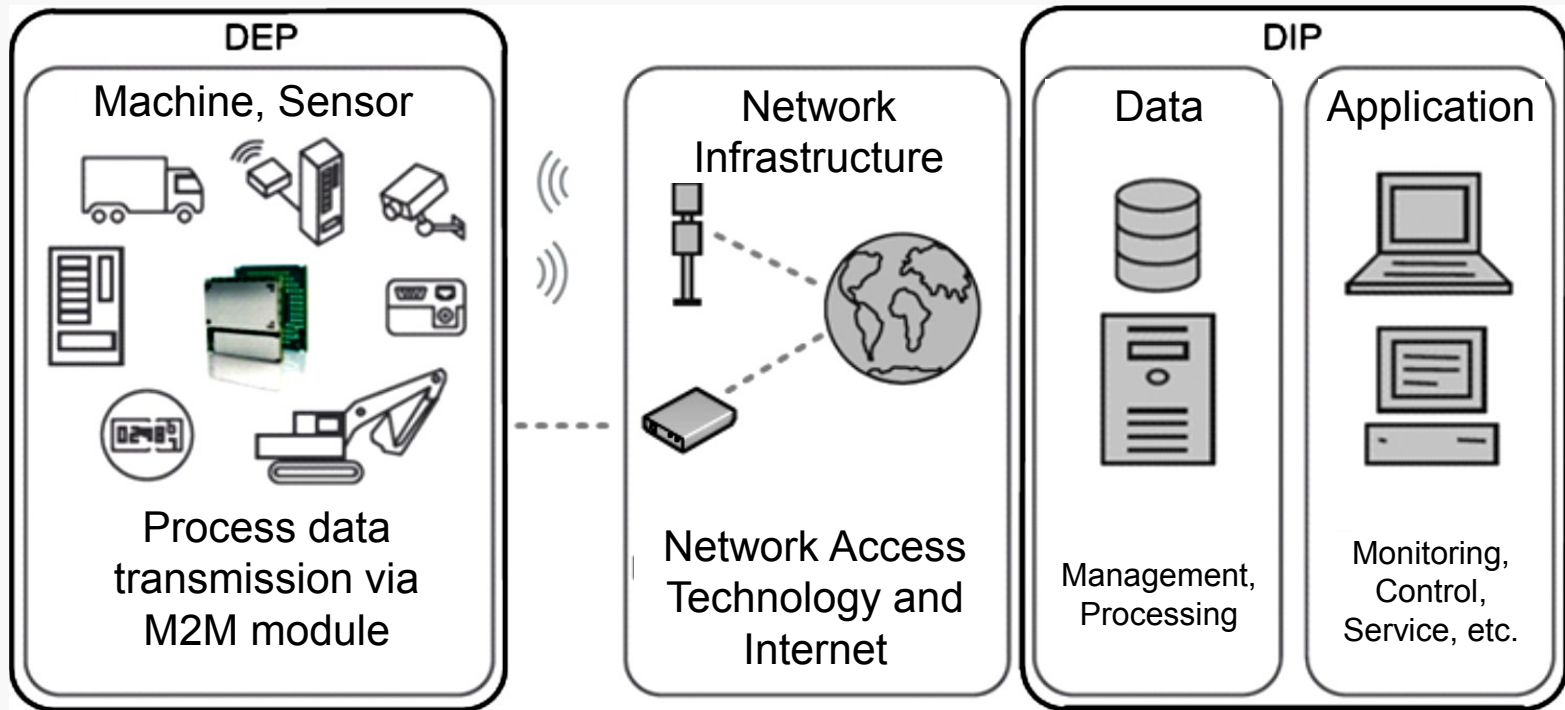 DEP
Machine, Sensor
Process data
transmission via
M2M module
Network
Infrastructure
Network Access
Technology and
Internet
DIP
Data
Management,
Processing
Application
Monitoring,
Control,
Service, etc.